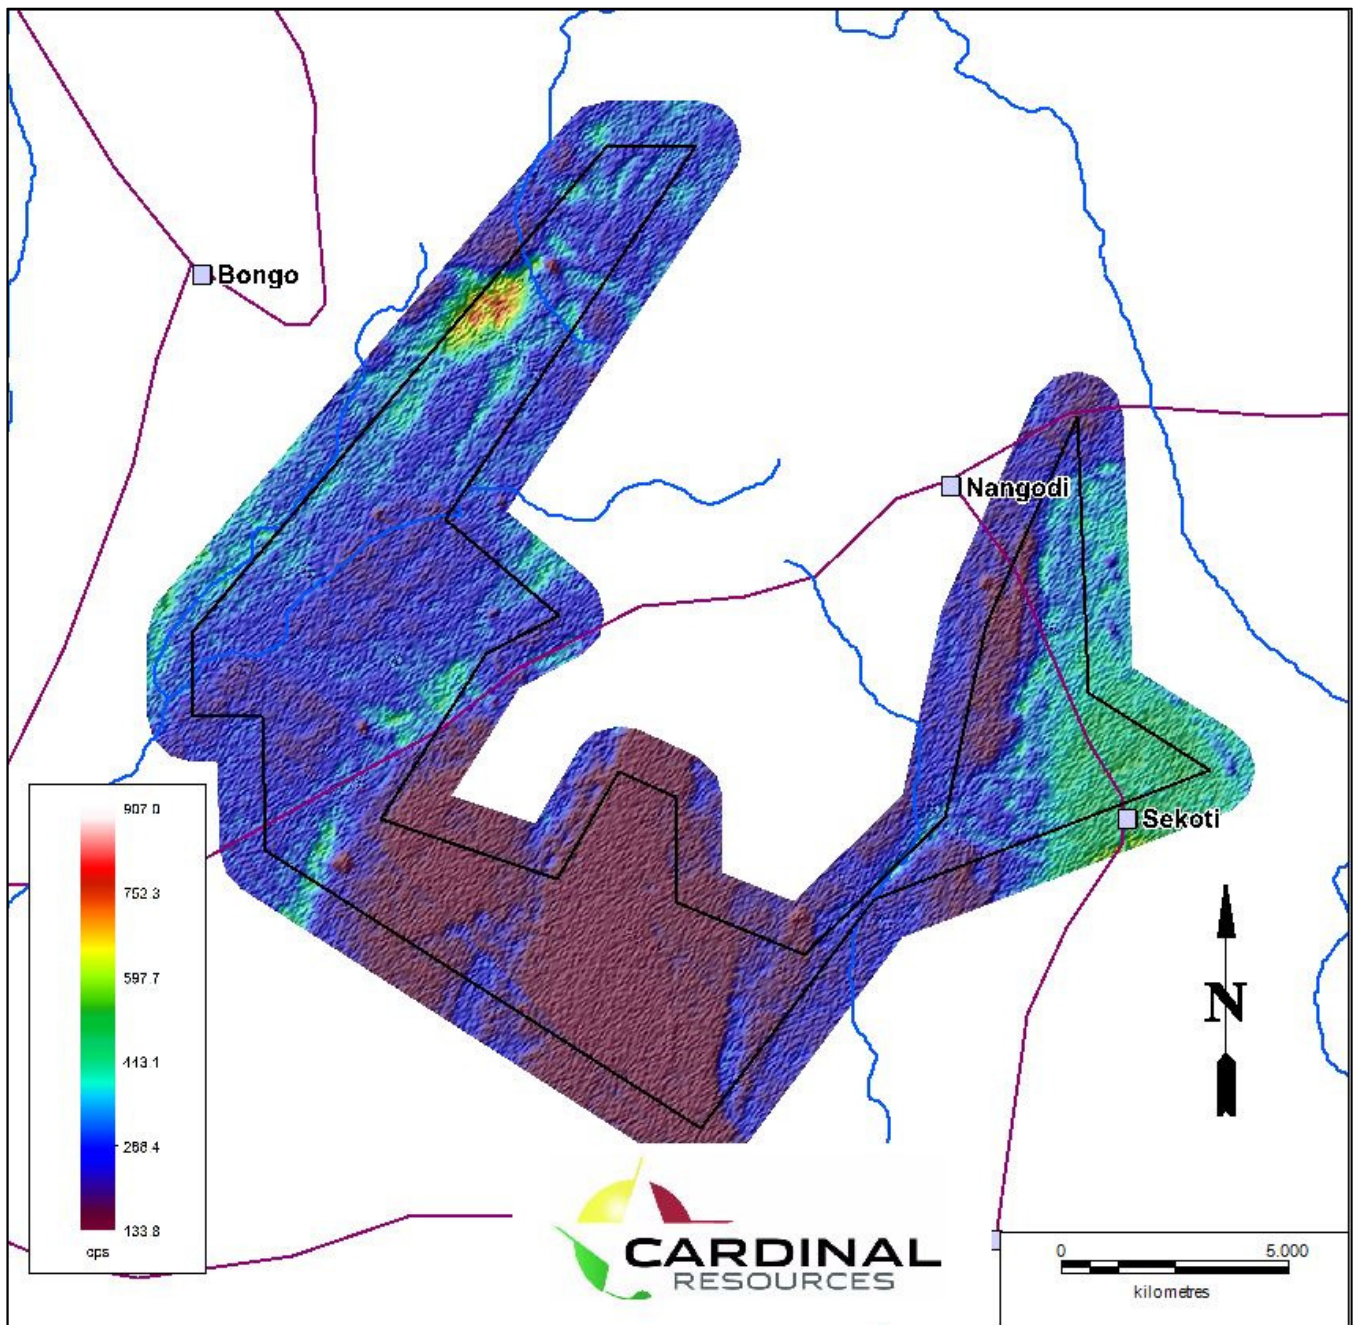 Bongo
Nangodi
Sekoti
907.0
752.3
597.7
443.1
288.4
133.8
cps
N
CARDINAL
RESOURCES
0 5.000
kilometres